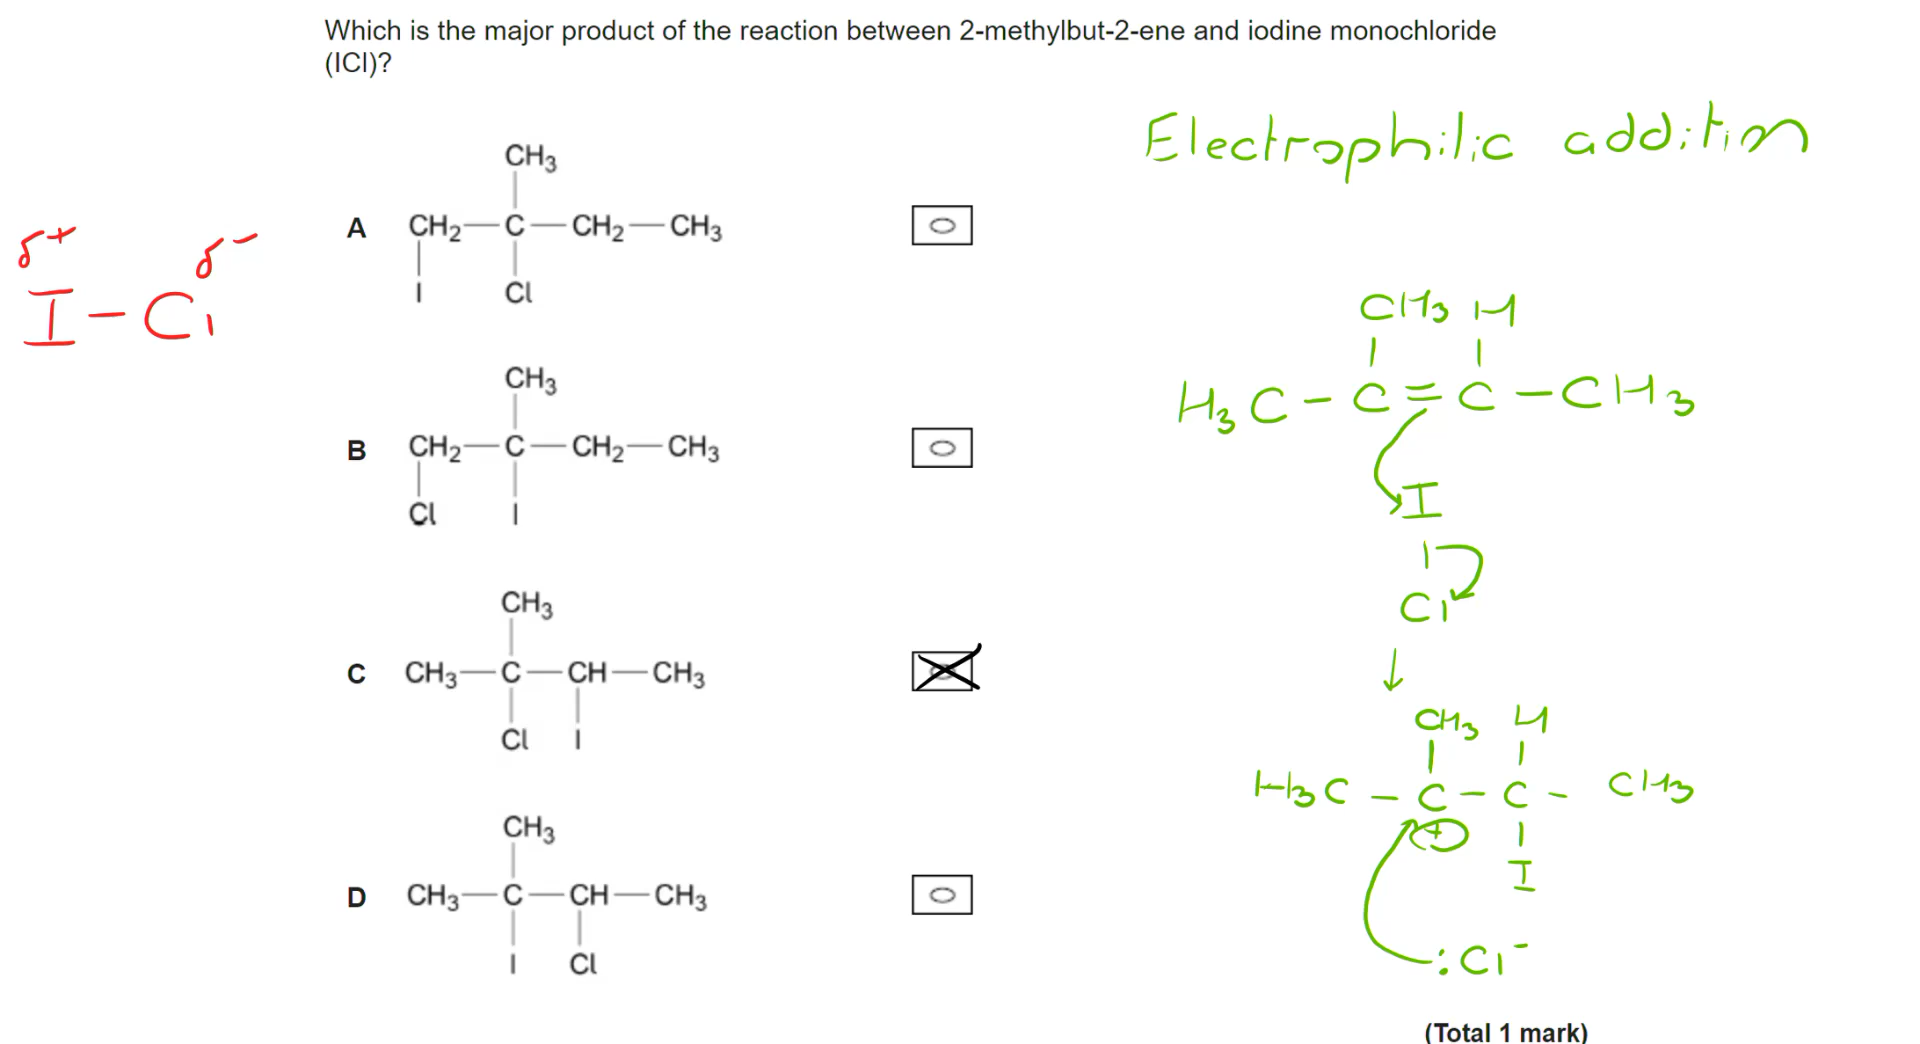 Which is the major product of the reaction between 2-methylbut-2-ene and iodine monochloride
(ICl)?
Electrophilic addition
δ+ δ-
I-Cl
CH3
A CH2-C-CH2-CH3
I Cl
CH3
B CH2-C-CH2-CH3
Cl I
CH3
C CH3-C-CH-CH3
Cl I
CH3
D CH3-C-CH-CH3
I Cl
CH3 H
H3C-C=C-CH3
I
Cl
↓
CH3 H
H3C-C-C-CH3
+ I
:Cl-
(Total 1 mark)